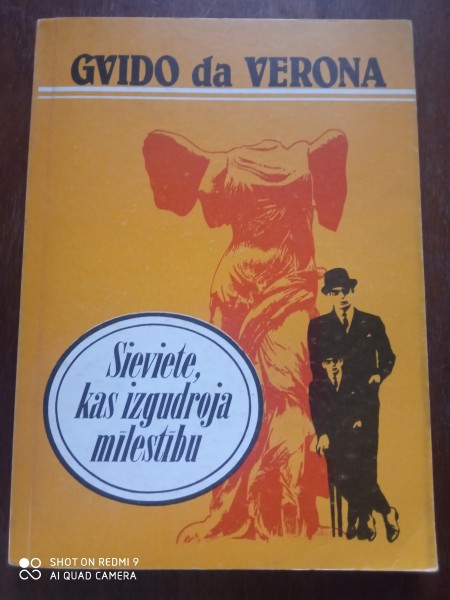 GVIDO da VERONA
Sieviete,
kas izgudroja
mīlestību
SHOT ON REDMI 9
AI QUAD CAMERA